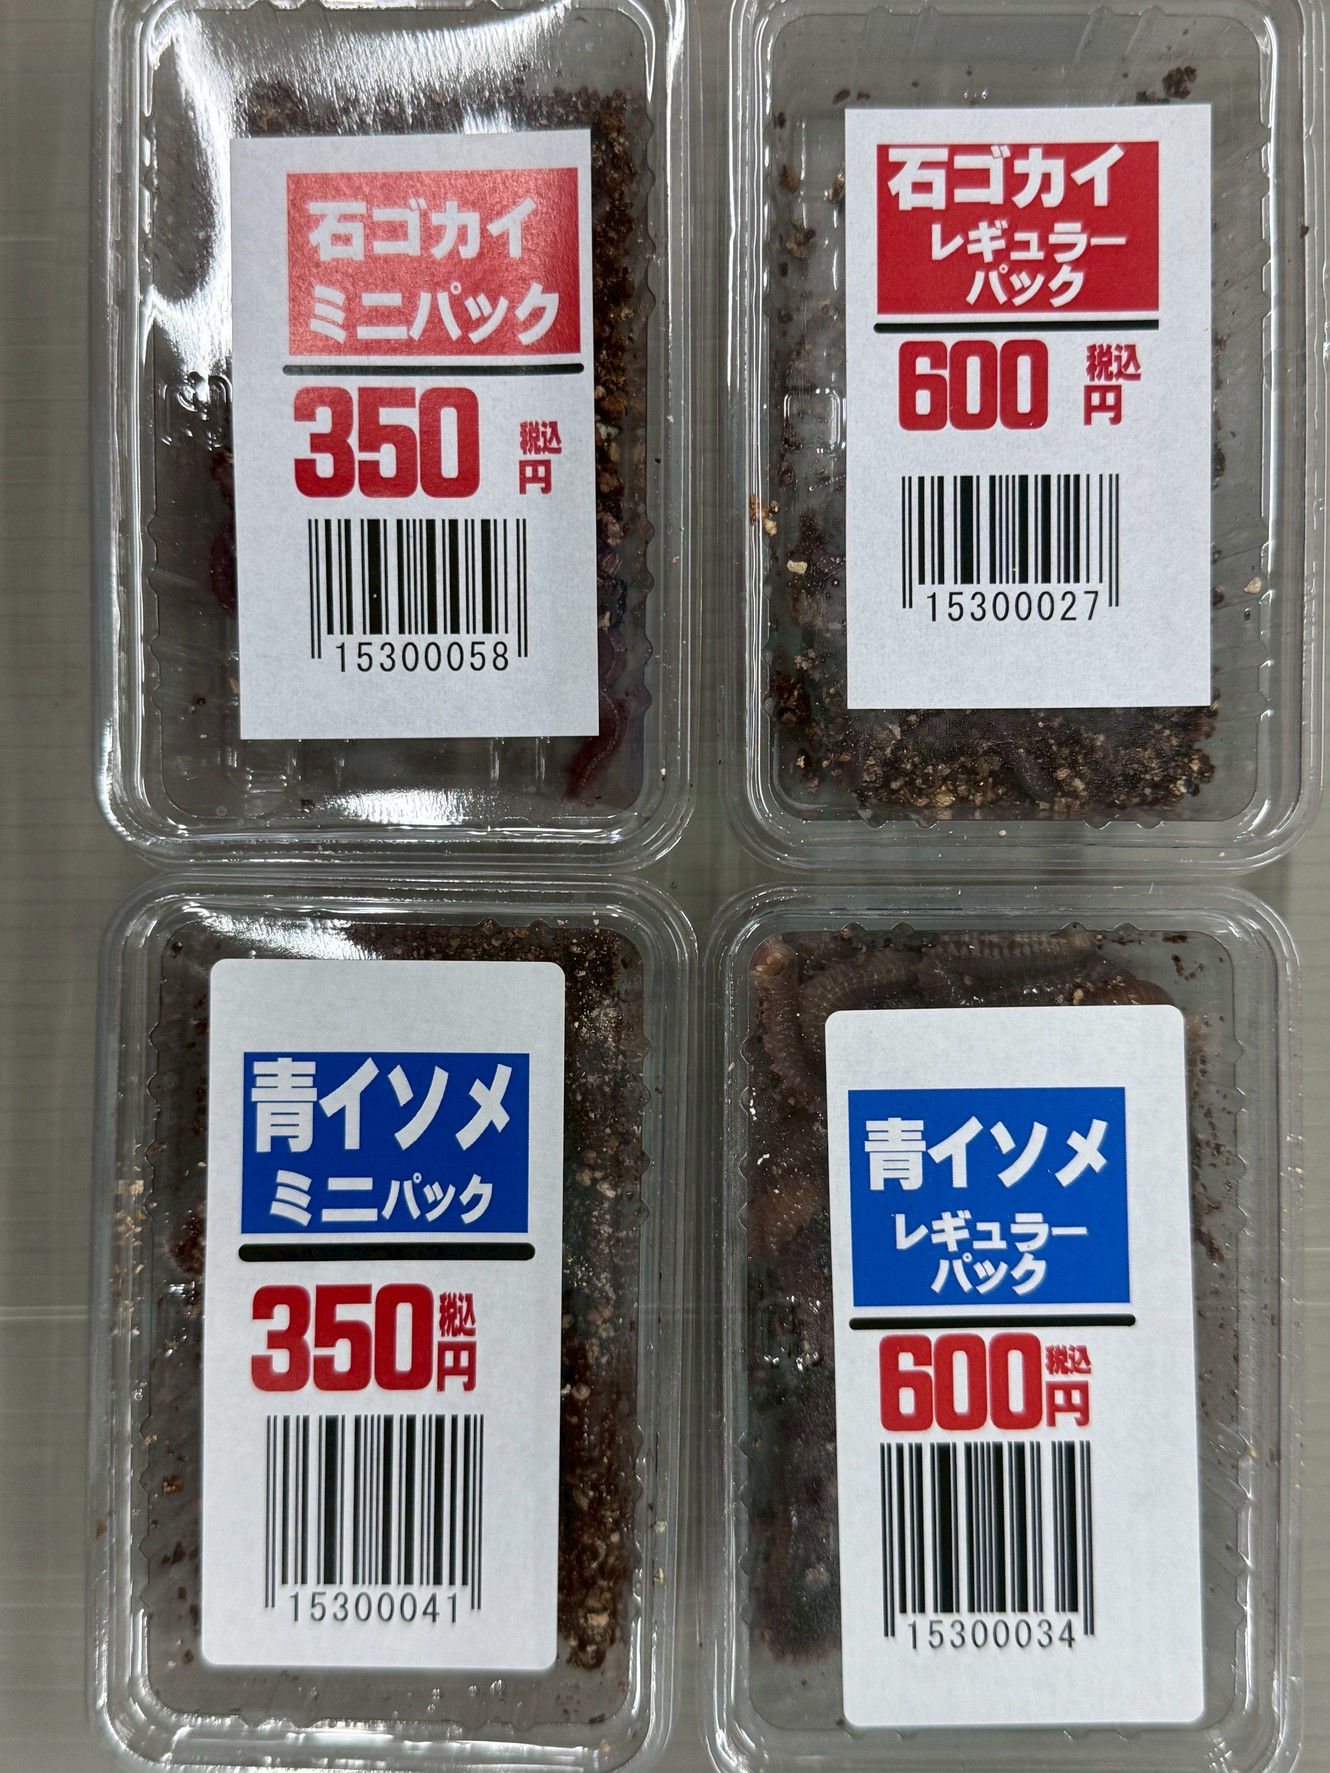 石ゴカイ
ミニパック
350 税込円
15300058
石ゴカイ
レギュラー
パック
600 税込円
15300027
青イソメ
ミニパック
350 税込円
15300041
青イソメ
レギュラー
パック
600 税込円
15300034